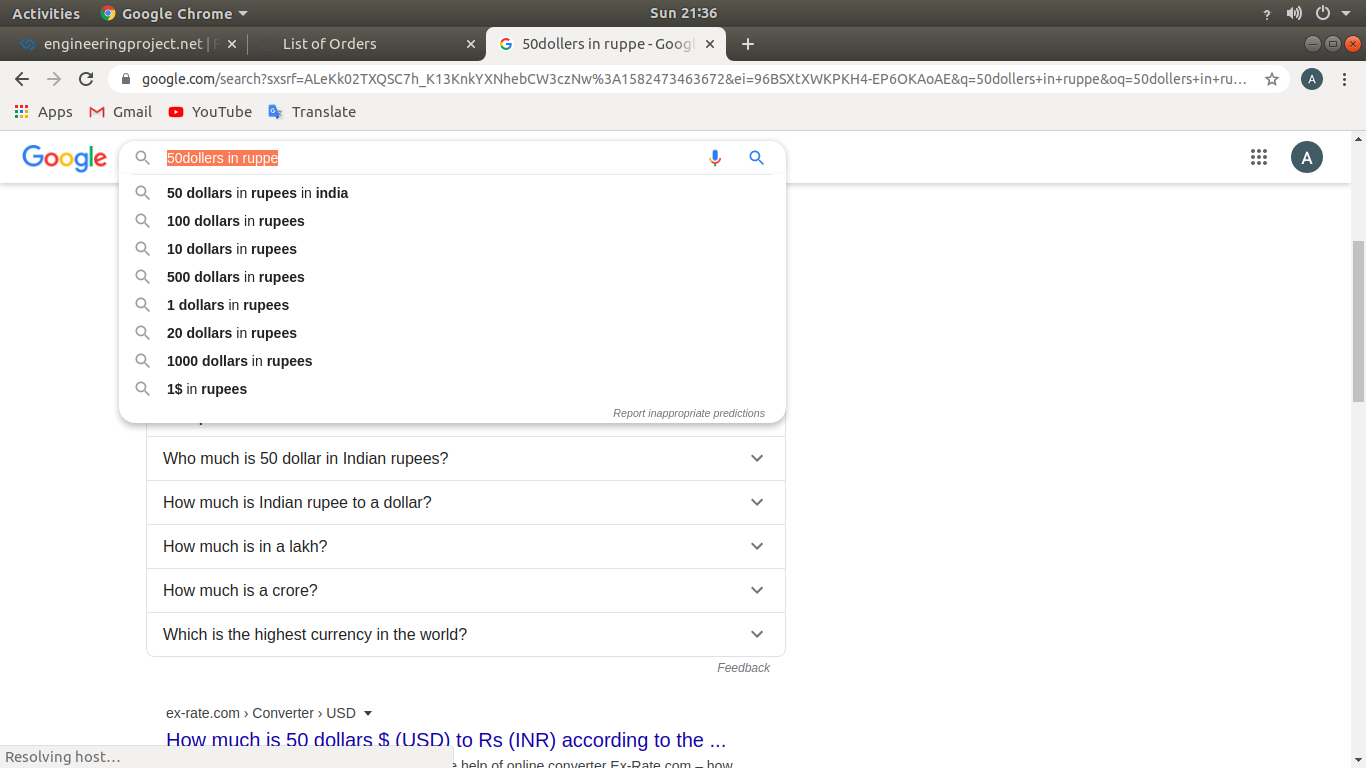 Activities Google Chrome Sun 21:36
engineeringproject.net | List of Orders 50dollers in ruppe - Goog
google.com/search?sxsrf=ALeKk02TXQSC7h_K13KnkYXNhebCW3czNw%3A1582473463672&ei=96BSXtXWKPKH4-EP6OKAoAE&q=50dollers+in+ruppe&oq=50dollers+in+ru... A
Apps Gmail YouTube Translate
Google 50dollers in ruppe A
50 dollars in rupees in india
100 dollars in rupees
10 dollars in rupees
500 dollars in rupees
1 dollars in rupees
20 dollars in rupees
1000 dollars in rupees
1$ in rupees
Report inappropriate predictions
Who much is 50 dollar in Indian rupees?
How much is Indian rupee to a dollar?
How much is in a lakh?
How much is a crore?
Which is the highest currency in the world?
Feedback
ex-rate.com › Converter › USD
How much is 50 dollars $ (USD) to Rs (INR) according to the ...
Resolving host…
help of online converter Ex-Rate.com – how